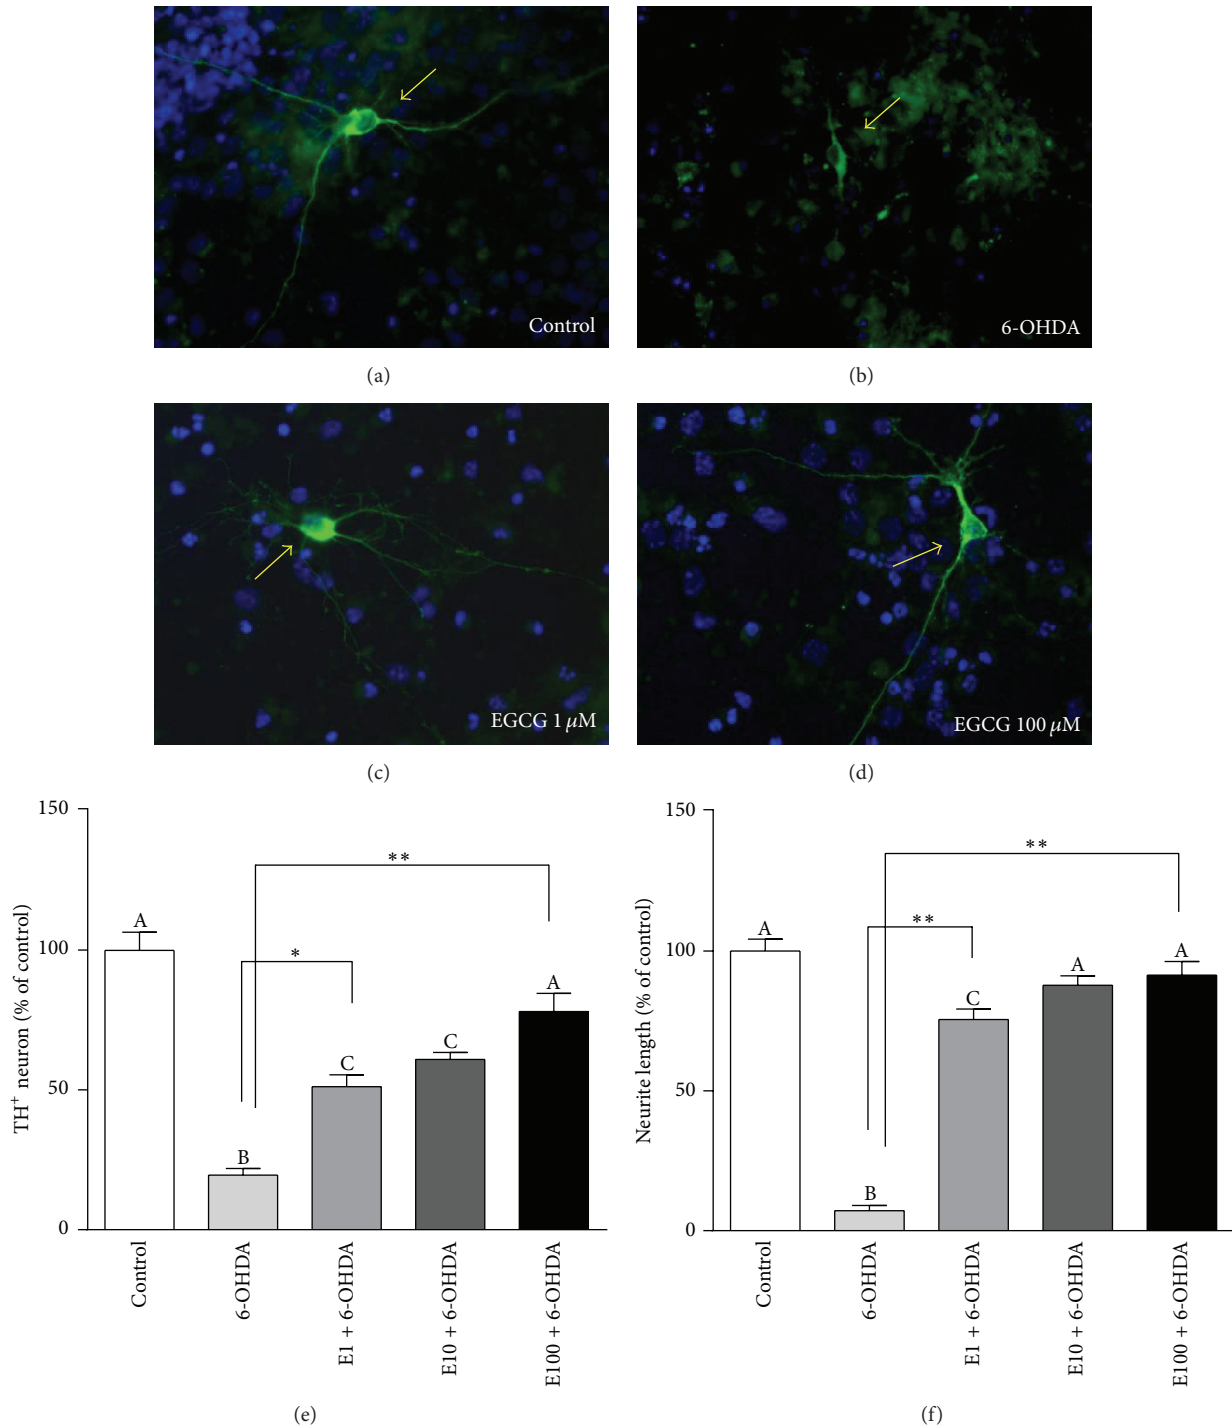 Control
6-OHDA
(a)
(b)
EGCG 1 μM
EGCG 100 μM
(c)
(d)
TH⁺ neuron (% of control)
150
100
50
0
A
B
C
C
A
*
**
Control
6-OHDA
E1 + 6-OHDA
E10 + 6-OHDA
E100 + 6-OHDA
(e)
Neurite length (% of control)
150
100
50
0
A
B
C
A
A
**
**
Control
6-OHDA
E1 + 6-OHDA
E10 + 6-OHDA
E100 + 6-OHDA
(f)